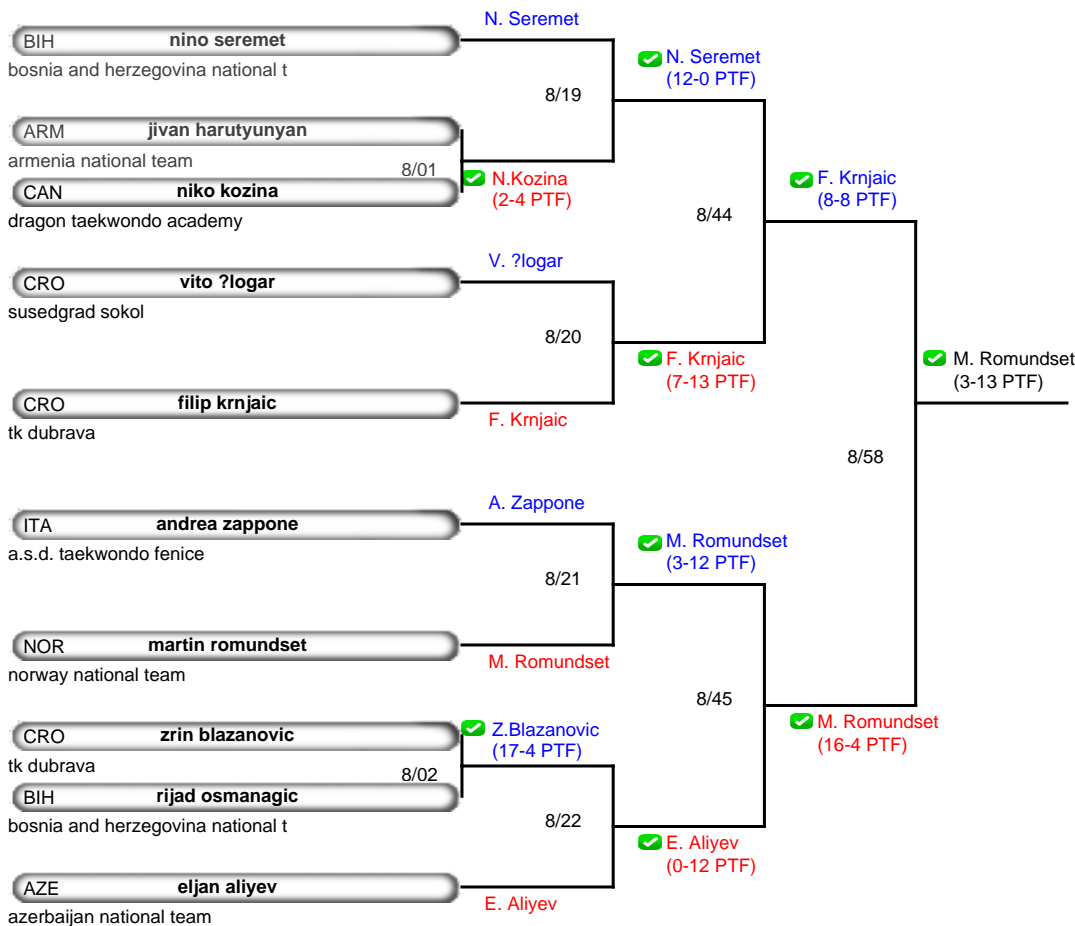 N. Seremet
BIH nino seremet
bosnia and herzegovina national t
N. Seremet
(12-0 PTF)
8/19
ARM jivan harutyunyan
armenia national team
8/01
N.Kozina
(2-4 PTF)
CAN niko kozina
dragon taekwondo academy
F. Krnjaic
(8-8 PTF)
8/44
V. ?logar
CRO vito ?logar
susedgrad sokol
8/20
F. Krnjaic
(7-13 PTF)
CRO filip krnjaic
tk dubrava
F. Krnjaic
M. Romundset
(3-13 PTF)
8/58
A. Zappone
ITA andrea zappone
a.s.d. taekwondo fenice
M. Romundset
(3-12 PTF)
8/21
NOR martin romundset
norway national team
M. Romundset
8/45
M. Romundset
(16-4 PTF)
CRO zrin blazanovic
tk dubrava
Z.Blazanovic
(17-4 PTF)
8/02
BIH rijad osmanagic
bosnia and herzegovina national t
8/22
E. Aliyev
(0-12 PTF)
AZE eljan aliyev
azerbaijan national team
E. Aliyev